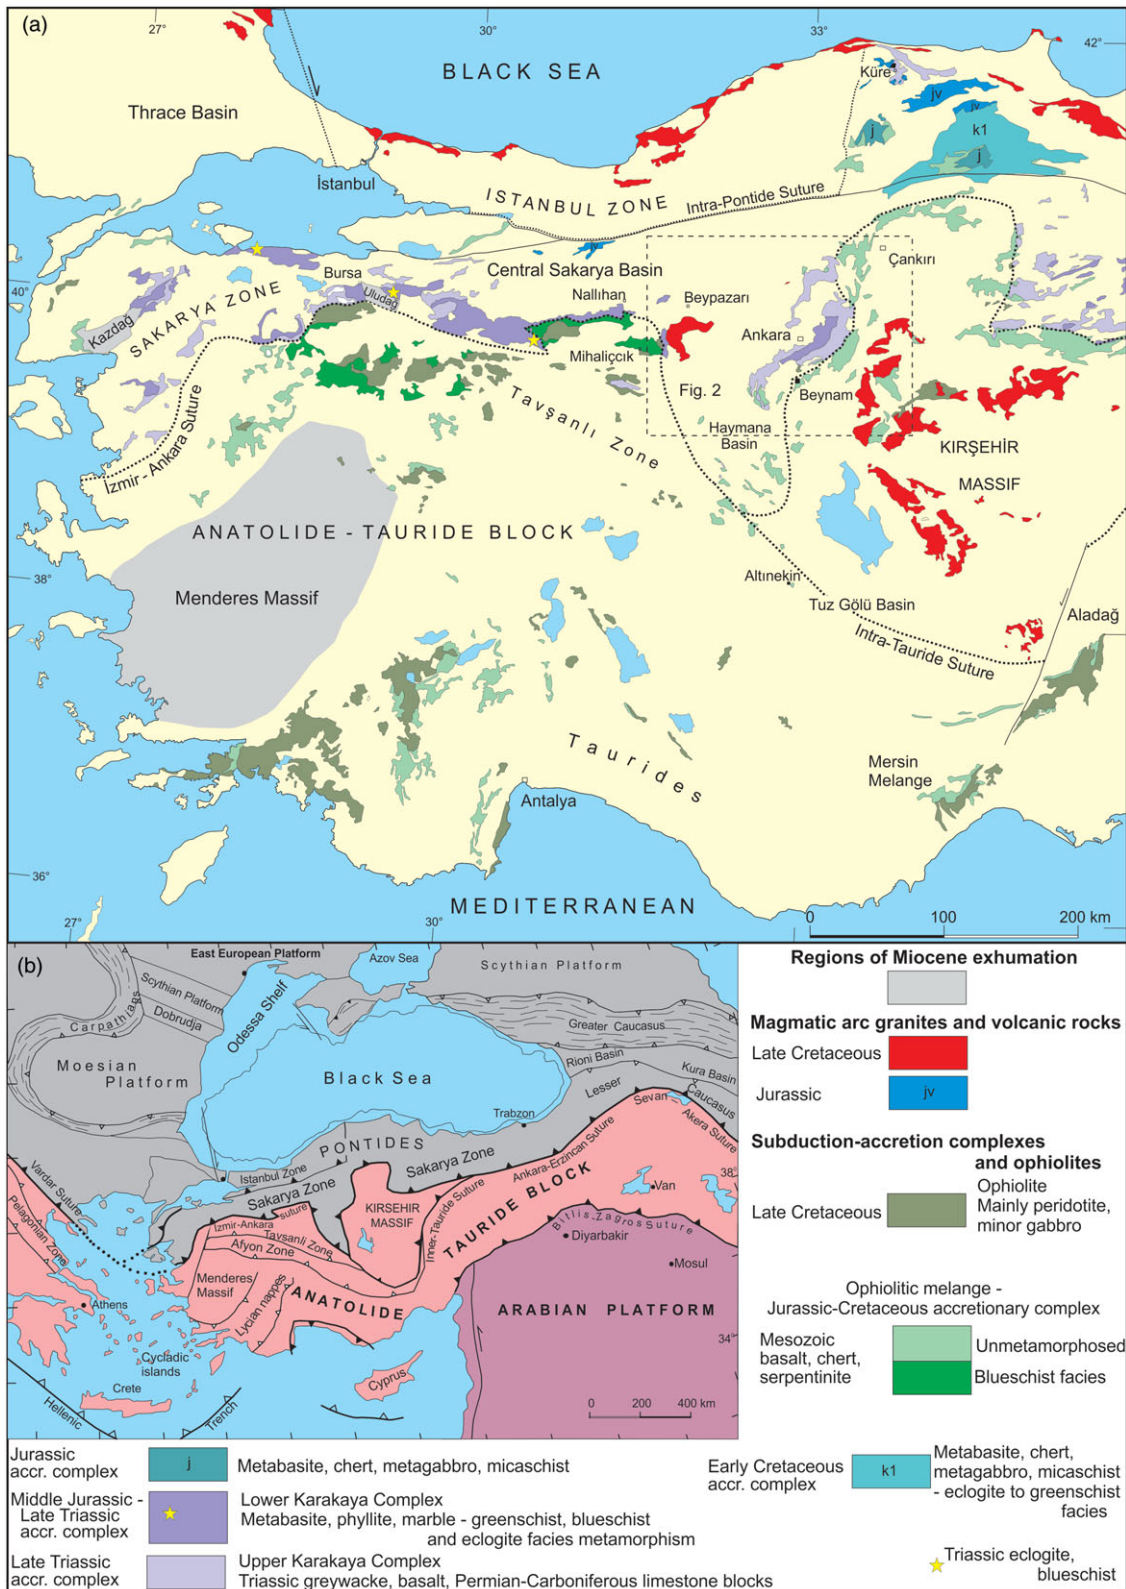 (a)
27°
30°
33°
42°
BLACK SEA
Küre
jv
jv
j
k1
j
Thrace Basin
İstanbul
ISTANBUL ZONE
Intra-Pontide Suture
jv
Central Sakarya Basin
Çankırı
40°
Bursa
Uludağ
Nallıhan
Beypazarı
SAKARYA ZONE
Kazdağ
Ankara
Mihalıççık
Fig. 2
Beynam
Tavşanlı Zone
Haymana
Basin
İzmir - Ankara Suture
KIRŞEHİR
MASSIF
ANATOLIDE - TAURIDE BLOCK
38°
Menderes Massif
Altınekin
Tuz Gölü Basin
Aladağ
Intra-Tauride Suture
Taurides
Mersin
Melange
Antalya
36°
MEDITERRANEAN
27°
30°
0 100 200 km
(b)
East European Platform
Azov Sea
Scythian Platform
Scythian Platform
Dobrudja
Odessa Shelf
Carpathians
Greater Caucasus
Moesian
Platform
Black Sea
Rioni Basin
Kura Basin
Lesser
Caucasus
Sevan
Akera Suture
Trabzon
PONTIDES
Istanbul Zone
Sakarya Zone
Sakarya Zone
Ankara-Erzincan Suture
Vardar Suture
Pelagonian Zone
KIRSEHIR
MASSIF
Izmir-Ankara
suture
Tavsanli Zone
Afyon Zone
Inner-Tauride Suture
TAURIDE BLOCK
38°
Van
Bitlis-Zagros Suture
Diyarbakir
Mosul
Menderes
Massif
Lycian nappes
ANATOLIDE
Athens
ARABIAN PLATFORM
34°
Cycladic
islands
Crete
Cyprus
Hellenic
Trench
0 200 400 km
Regions of Miocene exhumation
Magmatic arc granites and volcanic rocks
Late Cretaceous
Jurassic
jv
Subduction-accretion complexes
and ophiolites
Late Cretaceous
Ophiolite
Mainly peridotite,
minor gabbro
Ophiolitic melange -
Jurassic-Cretaceous accretionary complex
Mesozoic
basalt, chert,
serpentinite
Unmetamorphosed
Blueschist facies
Jurassic
accr. complex
j
Metabasite, chert, metagabbro, micaschist
Early Cretaceous
accr. complex
k1
Metabasite, chert,
metagabbro, micaschist
- eclogite to greenschist
facies
Middle Jurassic -
Late Triassic
accr. complex
Lower Karakaya Complex
Metabasite, phyllite, marble - greenschist, blueschist
and eclogite facies metamorphism
Late Triassic
accr. complex
Upper Karakaya Complex
Triassic greywacke, basalt, Permian-Carboniferous limestone blocks
Triassic eclogite,
blueschist